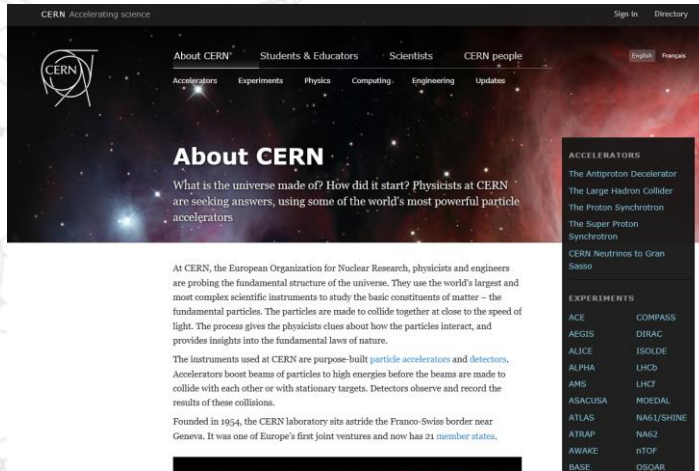 CERN Accelerating science
Sign in Directory
CERN
About CERN Students & Educators Scientists CERN people
English Français
Accelerators Experiments Physics Computing Engineering Updates
About CERN
What is the universe made of? How did it start? Physicists at CERN
are seeking answers, using some of the world's most powerful particle
accelerators
At CERN, the European Organization for Nuclear Research, physicists and engineers
are probing the fundamental structure of the universe. They use the world's largest and
most complex scientific instruments to study the basic constituents of matter – the
fundamental particles. The particles are made to collide together at close to the speed of
light. The process gives the physicists clues about how the particles interact, and
provides insights into the fundamental laws of nature.
The instruments used at CERN are purpose-built particle accelerators and detectors.
Accelerators boost beams of particles to high energies before the beams are made to
collide with each other or with stationary targets. Detectors observe and record the
results of these collisions.
Founded in 1954, the CERN laboratory sits astride the Franco-Swiss border near
Geneva. It was one of Europe's first joint ventures and now has 21 member states.
ACCELERATORS
The Antiproton Decelerator
The Large Hadron Collider
The Proton Synchrotron
The Super Proton
Synchrotron
CERN Neutrinos to Gran
Sasso
EXPERIMENTS
ACE COMPASS
AEGIS DIRAC
ALICE ISOLDE
ALPHA LHCb
AMS LHCf
ASACUSA MOEDAL
ATLAS NA61/SHINE
ATRAP NA62
AWAKE nTOF
BASE OSQAR